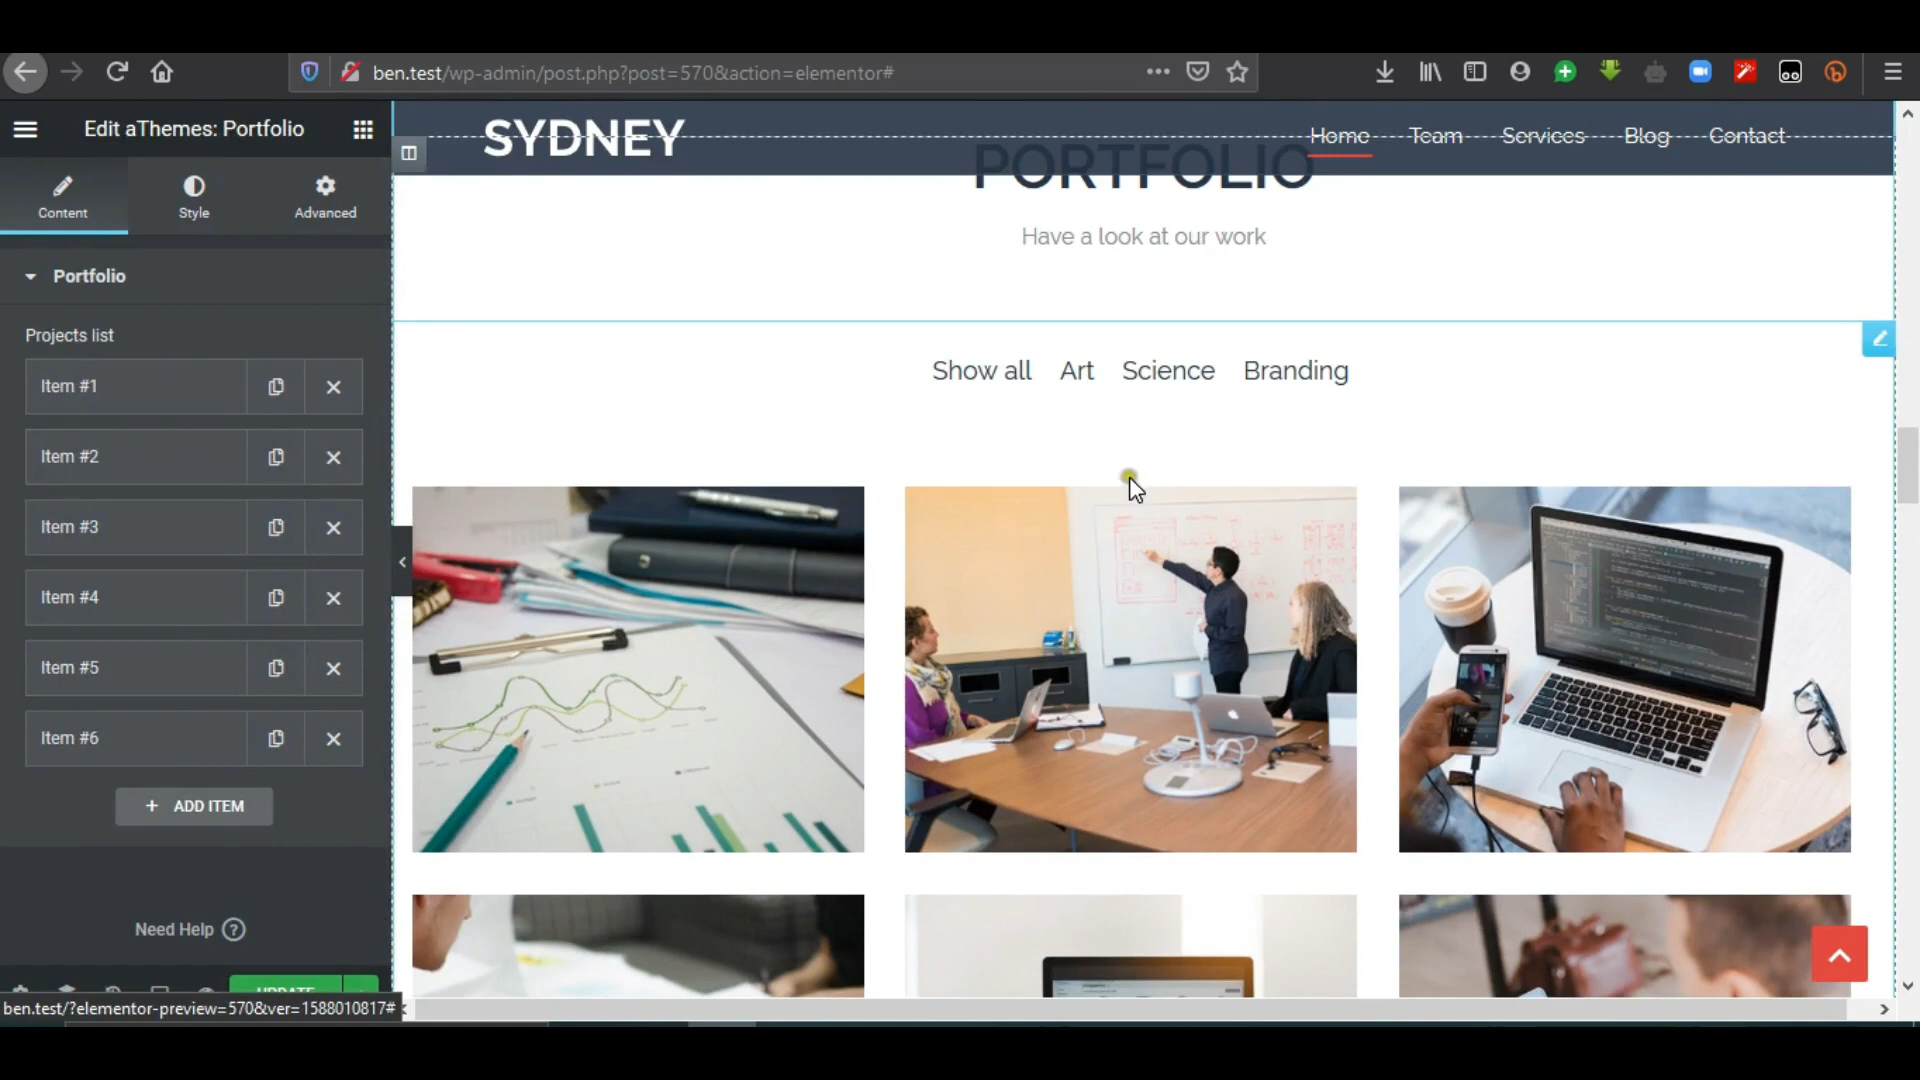 ben.test/wp-admin/post.php?post=570&action=elementor#
Edit aThemes: Portfolio
Content
Style
Advanced
Portfolio
Projects list
Item #1
Item #2
Item #3
Item #4
Item #5
Item #6
+ ADD ITEM
Need Help ?
UPDATE
ben.test/?elementor-preview=570&ver=1588010817#
SYDNEY
Home Team Services Blog Contact
PORTFOLIO
Have a look at our work
Show all Art Science Branding